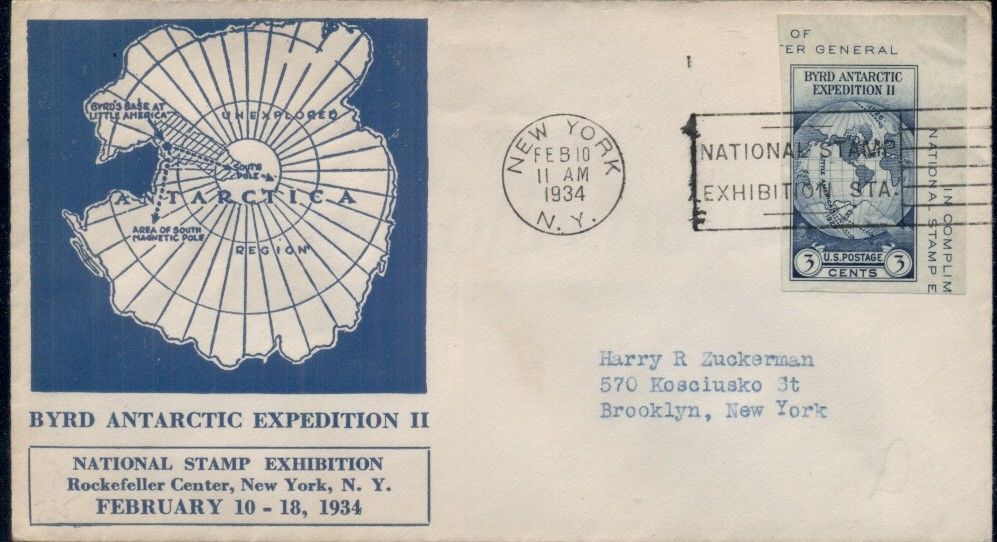 BYRD'S BASE AT
LITTLE AMERICA
UNEXPLORED
SOUTH
POLE
ANTARCTICA
AREA OF SOUTH
MAGNETIC POLE
REGION
BYRD ANTARCTIC EXPEDITION II
NATIONAL STAMP EXHIBITION
Rockefeller Center, New York, N. Y.
FEBRUARY 10 - 18, 1934
NEW YORK
FEB 10
11 AM
1934
N. Y.
NATIONAL STAMP
EXHIBITION STA.
OF
TER GENERAL
BYRD ANTARCTIC
EXPEDITION II
U.S. POSTAGE
3 CENTS 3
IN COMPLIM
NATIONAL STAMP E
Harry R Zuckerman
570 Kosciusko St
Brooklyn, New York